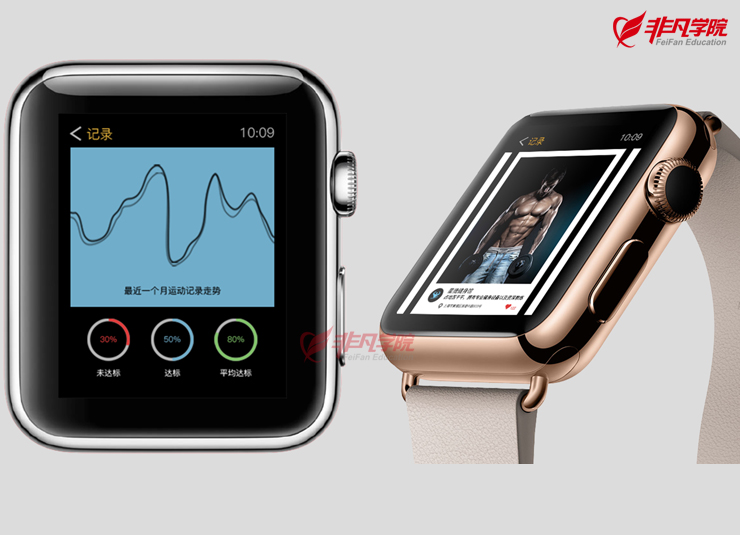 非凡学院
FeiFan Education
记录
10:09
最近一个月运动记录走势
30%
50%
80%
未达标
达标
平均达标
非凡学院
FeiFan Education
记录
10:09